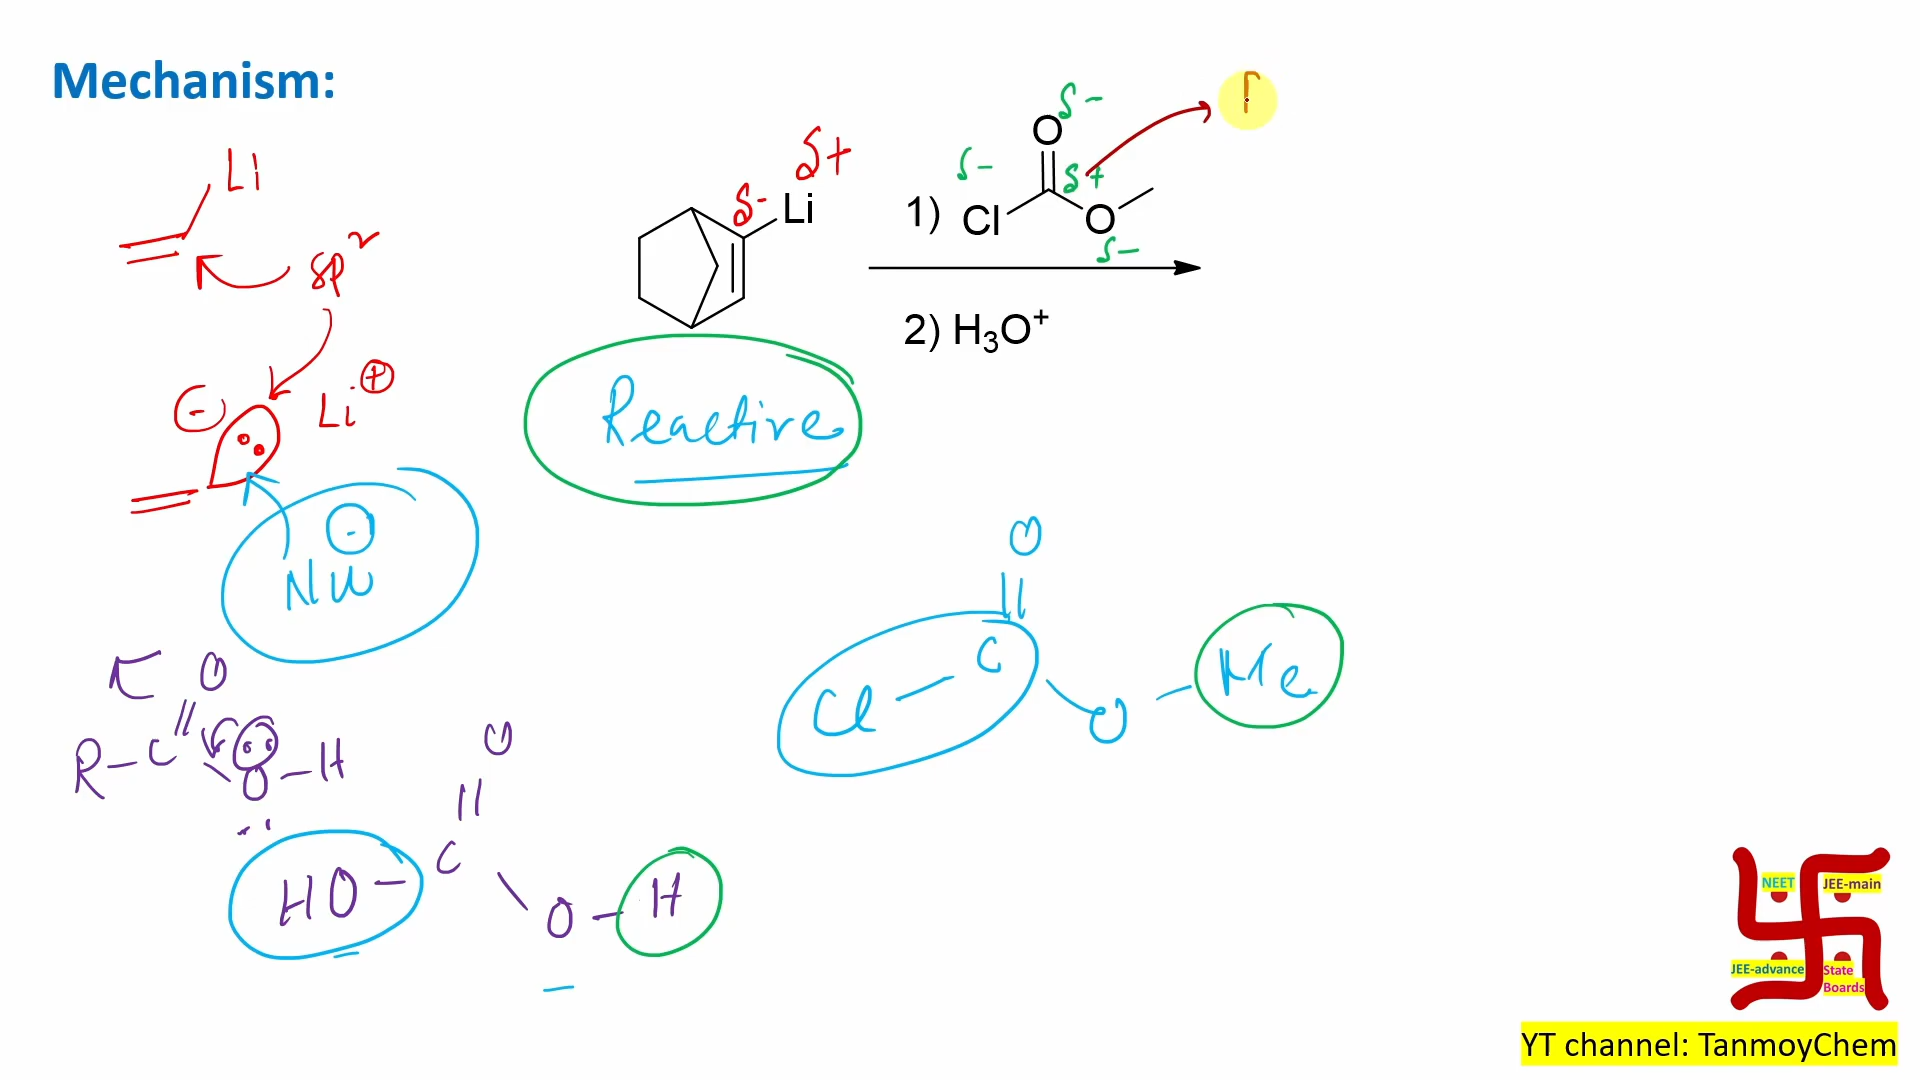 Mechanism:
Li
sp2
⊖
Li⊕
⊖
Nu
O
R-C
O-H
O
C
HO-
O-H
δ-
δ+
Li
Reactive
1)
O
δ-
δ-
δ+
Cl
O
δ-
2) H₃O⁺
O
Cl-C
O
-Me
NEET
JEE-main
JEE-advance
State
Boards
YT channel: TanmoyChem